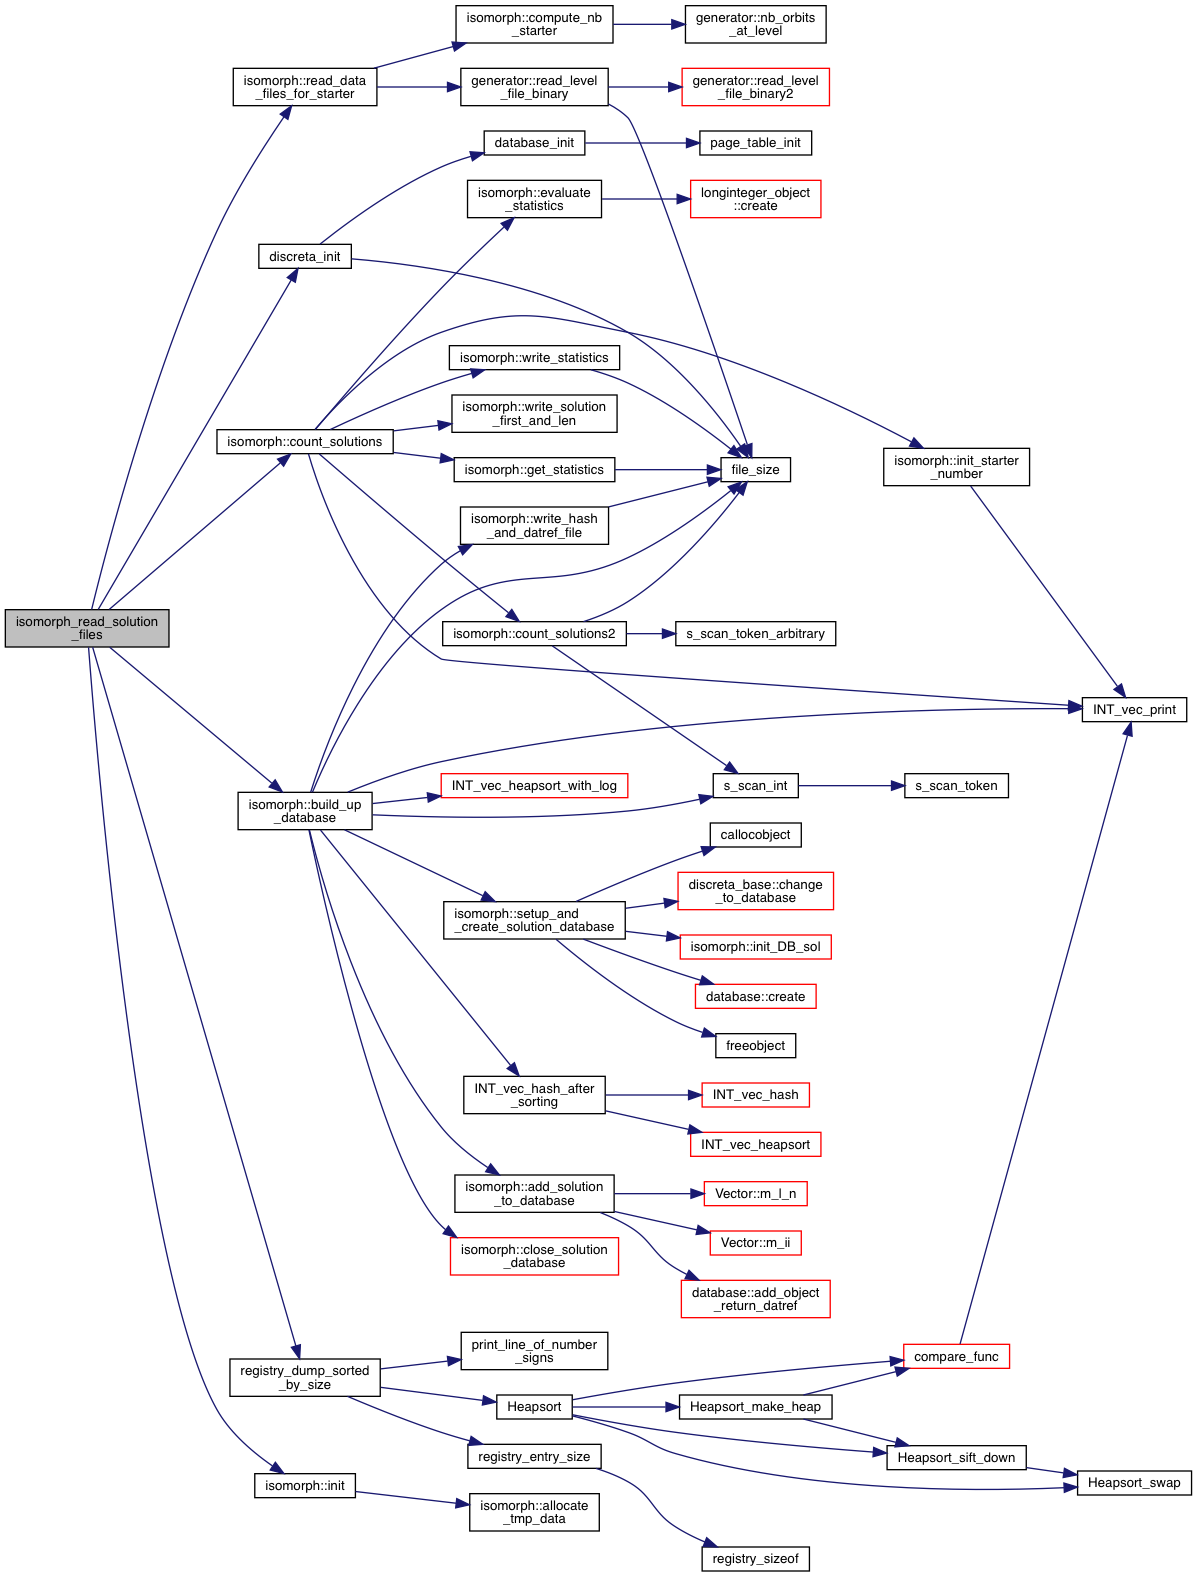 isomorph::compute_nb
_starter
generator::nb_orbits
_at_level
isomorph::read_data
_files_for_starter
generator::read_level
_file_binary
generator::read_level
_file_binary2
database_init
page_table_init
isomorph::evaluate
_statistics
longinteger_object
::create
discreta_init
isomorph::write_statistics
isomorph::write_solution
_first_and_len
isomorph::count_solutions
isomorph::get_statistics
file_size
isomorph::init_starter
_number
isomorph::write_hash
_and_datref_file
isomorph_read_solution
_files
isomorph::count_solutions2
s_scan_token_arbitrary
INT_vec_print
isomorph::build_up
_database
INT_vec_heapsort_with_log
s_scan_int
s_scan_token
callocobject
discreta_base::change
_to_database
isomorph::setup_and
_create_solution_database
isomorph::init_DB_sol
database::create
freeobject
INT_vec_hash_after
_sorting
INT_vec_hash
INT_vec_heapsort
isomorph::add_solution
_to_database
Vector::m_l_n
Vector::m_ii
isomorph::close_solution
_database
database::add_object
_return_datref
print_line_of_number
_signs
compare_func
registry_dump_sorted
_by_size
Heapsort
Heapsort_make_heap
registry_entry_size
Heapsort_sift_down
Heapsort_swap
isomorph::init
isomorph::allocate
_tmp_data
registry_sizeof